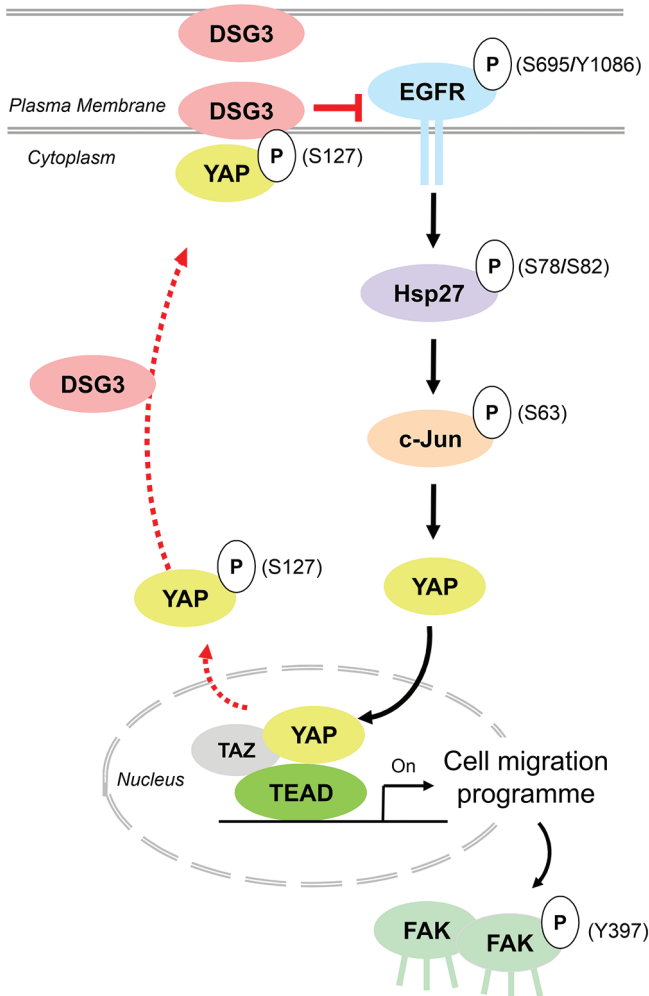 DSG3
P
(S695/Y1086)
EGFR
Plasma Membrane
DSG3
Cytoplasm
P
(S127)
YAP
P
(S78/S82)
Hsp27
DSG3
P
(S63)
c-Jun
P
(S127)
YAP
YAP
YAP
TAZ
Nucleus
TEAD
On
Cell migration
programme
P
(Y397)
FAK
FAK